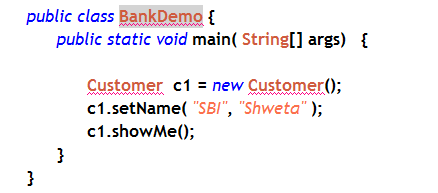 public class BankDemo {
public static void main( String[] args) {
Customer c1 = new Customer();
c1.setName( "SBI", "Shweta" );
c1.showMe();
}
}